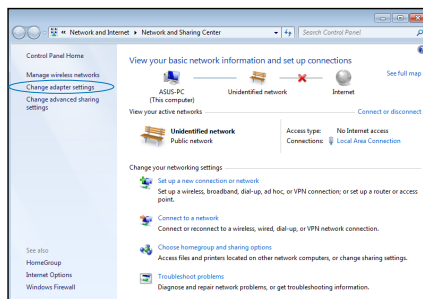 « Network and Internet ▸ Network and Sharing Center
Search Control Panel
Control Panel Home
Manage wireless networks
Change adapter settings
Change advanced sharing
settings
See also
HomeGroup
Internet Options
Windows Firewall
View your basic network information and set up connections
See full map
ASUS-PC
(This computer)
Unidentified network
Internet
View your active networks
Connect or disconnect
Unidentified network
Public network
Access type: No Internet access
Connections: Local Area Connection
Change your networking settings
Set up a new connection or network
Set up a wireless, broadband, dial-up, ad hoc, or VPN connection; or set up a router or access
point.
Connect to a network
Connect or reconnect to a wireless, wired, dial-up, or VPN network connection.
Choose homegroup and sharing options
Access files and printers located on other network computers, or change sharing settings.
Troubleshoot problems
Diagnose and repair network problems, or get troubleshooting information.